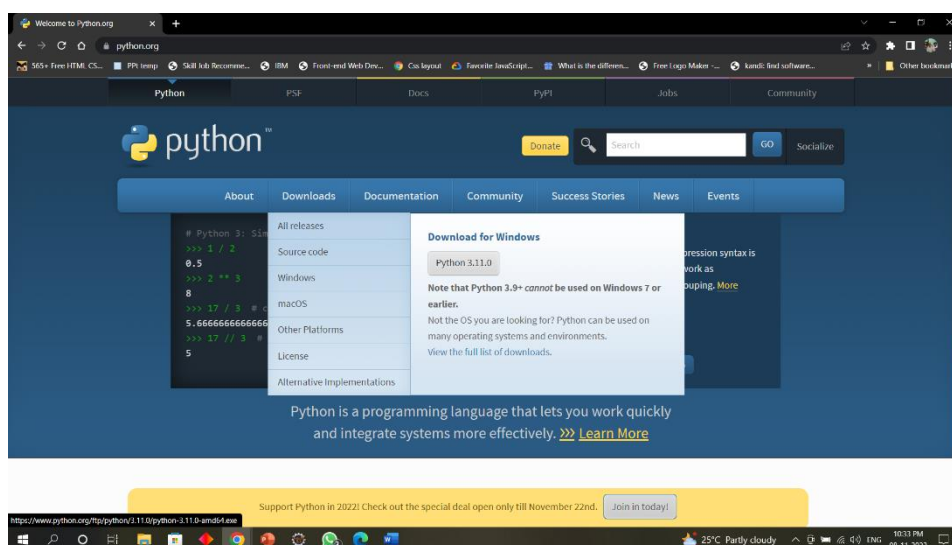 Welcome to Python.org
python.org
565+ Free HTML, CS... PPt temp Skill Job Recomme... IBM Front-end Web Dev... Css layout Favorite JavaScript... What is the differen... Free Logo Maker -... kandi: find software... » Other bookmark
Python PSF Docs PyPI Jobs Community
python™
Donate Search GO Socialize
About Downloads Documentation Community Success Stories News Events
# Python 3: Sim
>>> 1 / 2
0.5
>>> 2 ** 3
8
>>> 17 / 3 # c
5.666666666666
>>> 17 // 3 #
5
All releases
Source code
Windows
macOS
Other Platforms
License
Alternative Implementations
Download for Windows
Python 3.11.0
Note that Python 3.9+ cannot be used on Windows 7 or
earlier.
Not the OS you are looking for? Python can be used on
many operating systems and environments.
View the full list of downloads.
pression syntax is
work as
ouping. More
Python is a programming language that lets you work quickly
and integrate systems more effectively. >>> Learn More
Support Python in 2022! Check out the special deal open only till November 22nd. Join in today!
https://www.python.org/ftp/python/3.11.0/python-3.11.0-amd64.exe
25°C Partly cloudy ENG 10:33 PM
08-11-2022